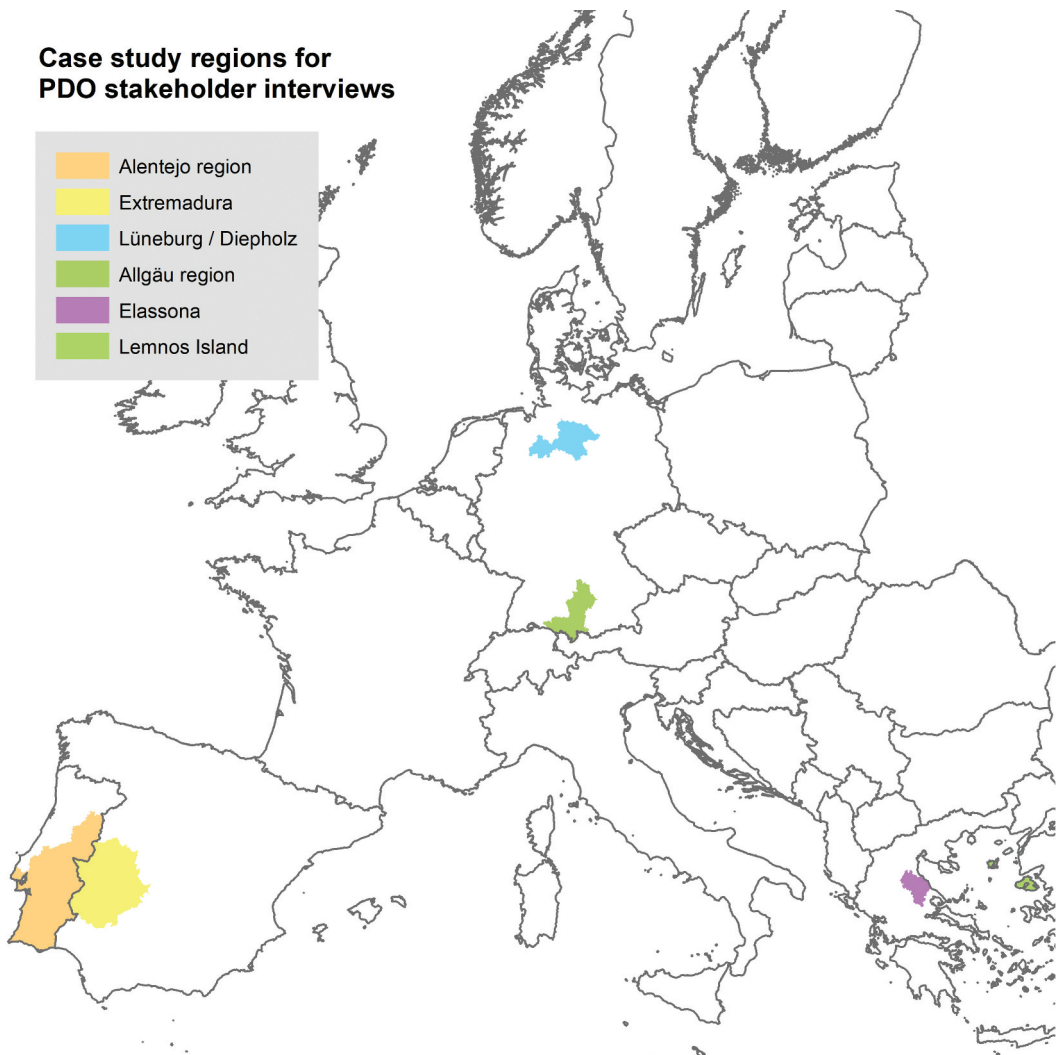 Case study regions for
PDO stakeholder interviews
Alentejo region
Extremadura
Lüneburg / Diepholz
Allgäu region
Elassona
Lemnos Island